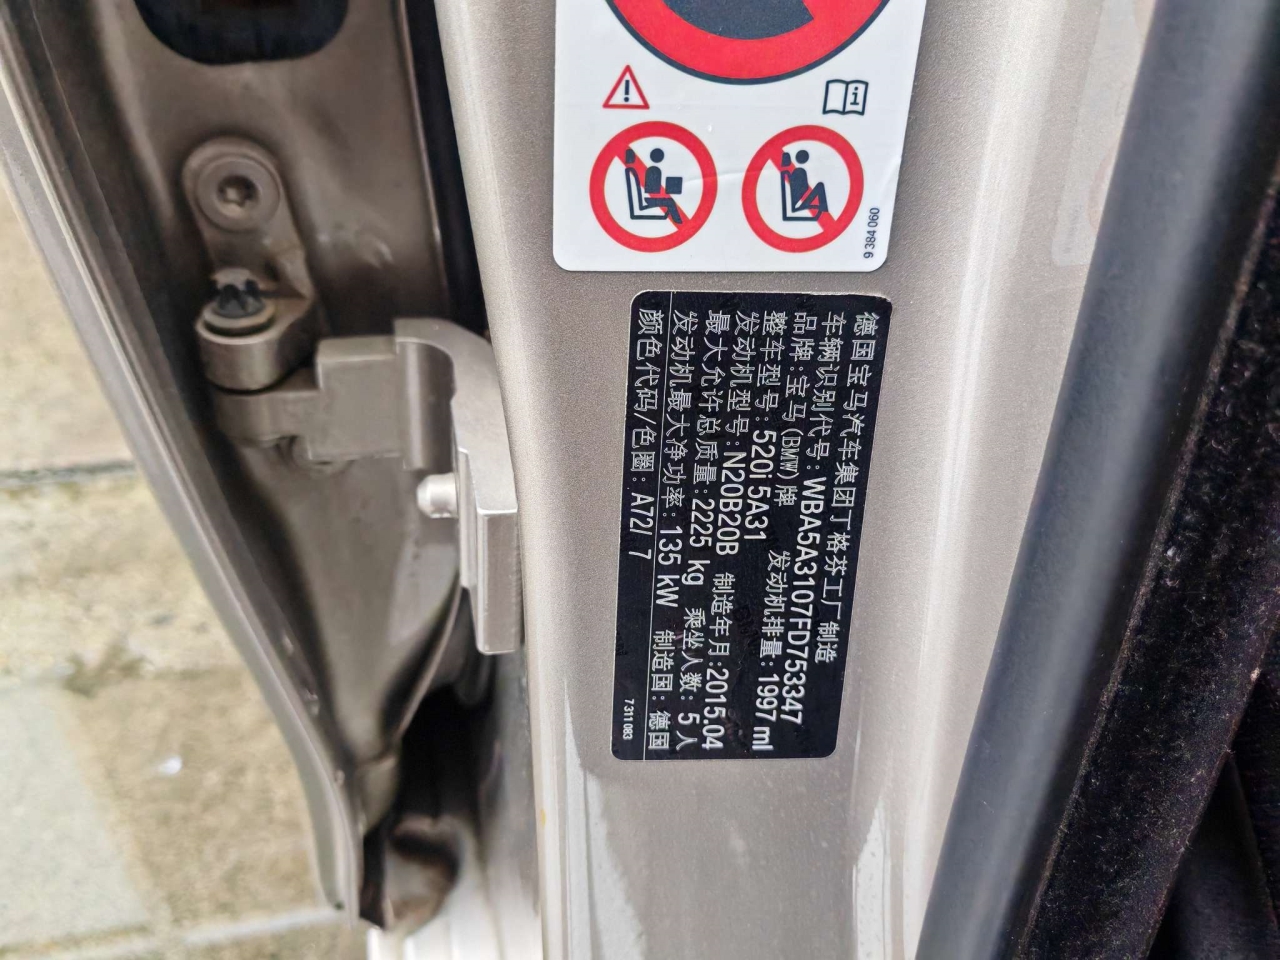 9 384 060
德国宝马汽车集团丁格芬工厂 制造
车辆识别代号:WBA5A3107FD753347
品牌:宝马(BMW)牌 发动机排量:1997 ml
整车型号:520i 5A31
发动机型号:N20B20B 制造年月:2015.04
最大允许总质量:2225 kg 乘坐人数: 5人
发动机最大净功率: 135 kW 制造国: 德国
颜色代码/色圈: A72/ 7
7311 083